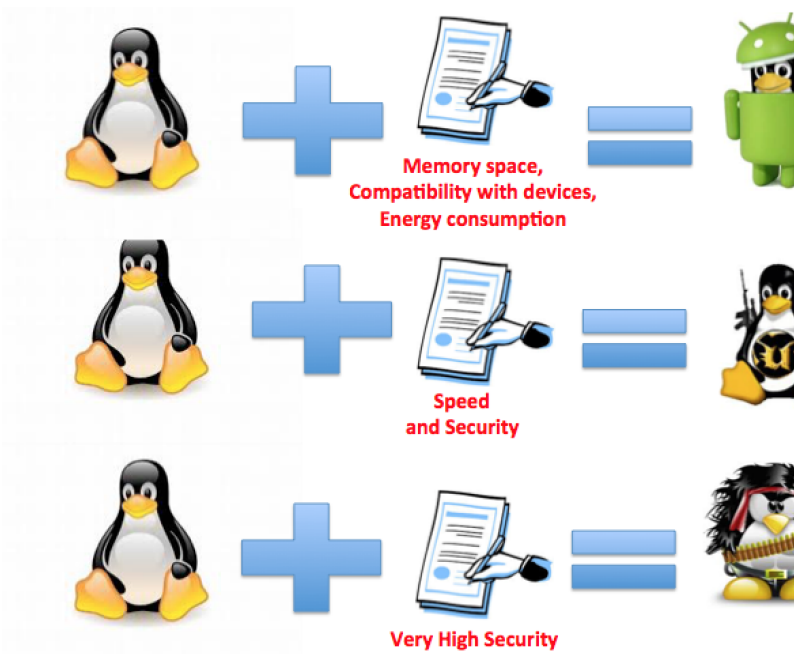 Memory space,
Compatibility with devices,
Energy consumption
Speed
and Security
Very High Security